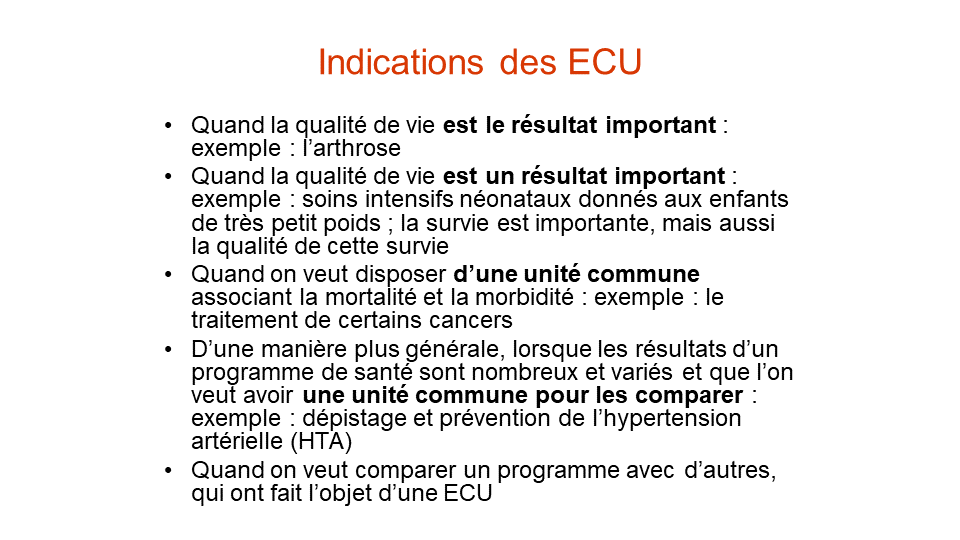 Indications des ECU
• Quand la qualité de vie est le résultat important :
exemple : l’arthrose
• Quand la qualité de vie est un résultat important :
exemple : soins intensifs néonataux donnés aux enfants
de très petit poids ; la survie est importante, mais aussi
la qualité de cette survie
• Quand on veut disposer d’une unité commune
associant la mortalité et la morbidité : exemple : le
traitement de certains cancers
• D’une manière plus générale, lorsque les résultats d’un
programme de santé sont nombreux et variés et que l’on
veut avoir une unité commune pour les comparer :
exemple : dépistage et prévention de l’hypertension
artérielle (HTA)
• Quand on veut comparer un programme avec d’autres,
qui ont fait l’objet d’une ECU